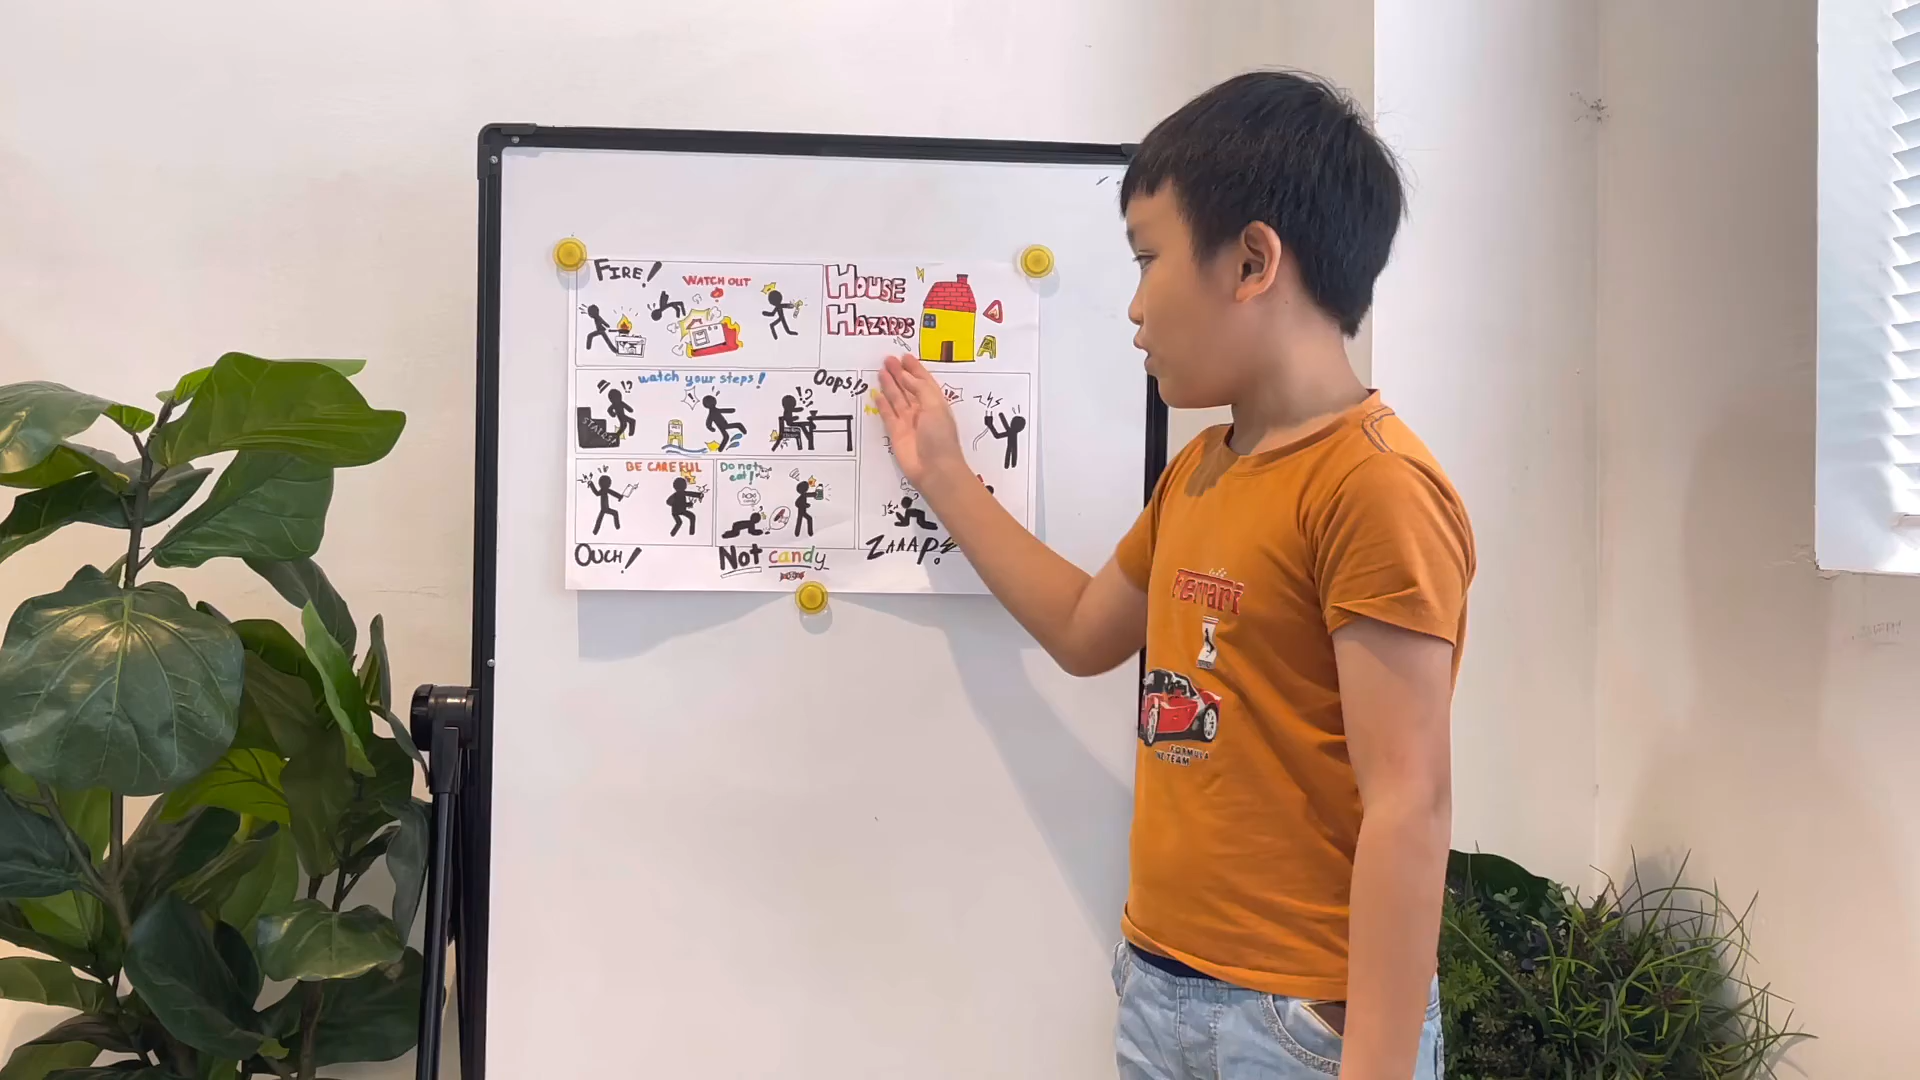 FIRE!
WATCH OUT
HOUSE
HAZARDS
watch your steps!
Oops!?
STAIRS!
BE CAREFUL
Do not
eat!
OUCH!
Not candy
ZAAAP!
Ferrari
FORMULA
TEAM